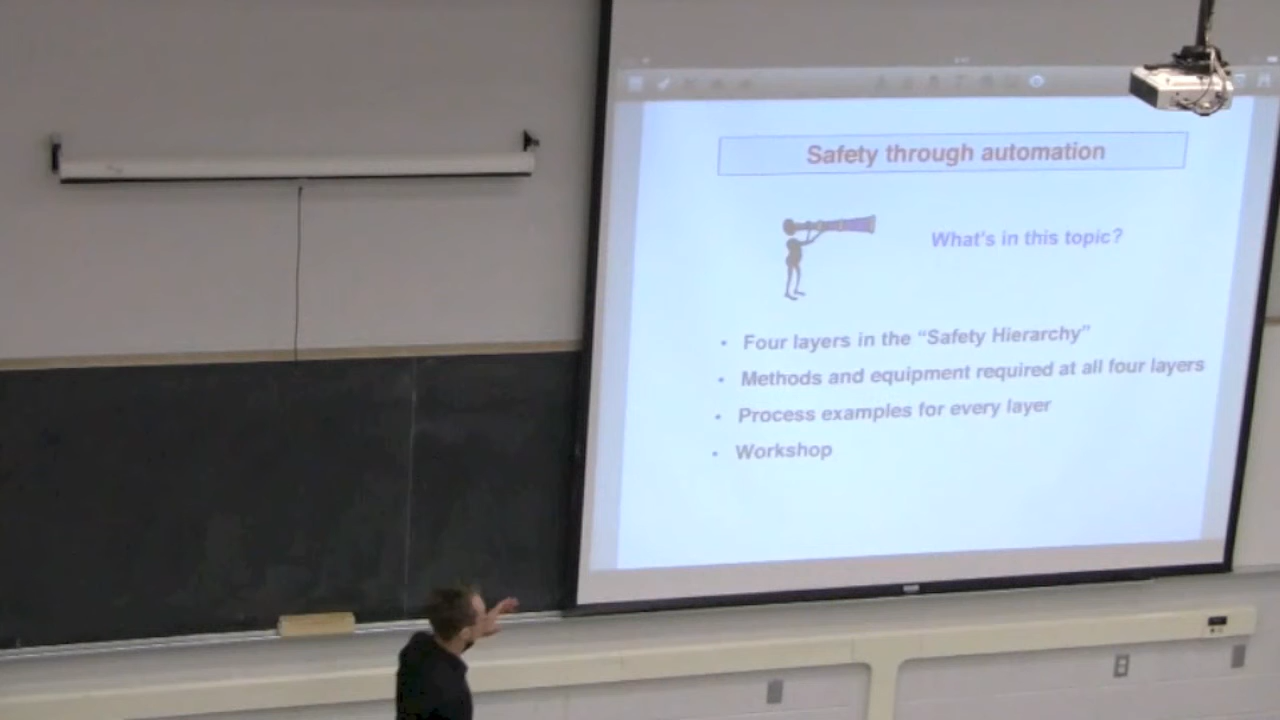 Safety through automation
What's in this topic?
• Four layers in the “Safety Hierarchy”
• Methods and equipment required at all four layers
• Process examples for every layer
• Workshop